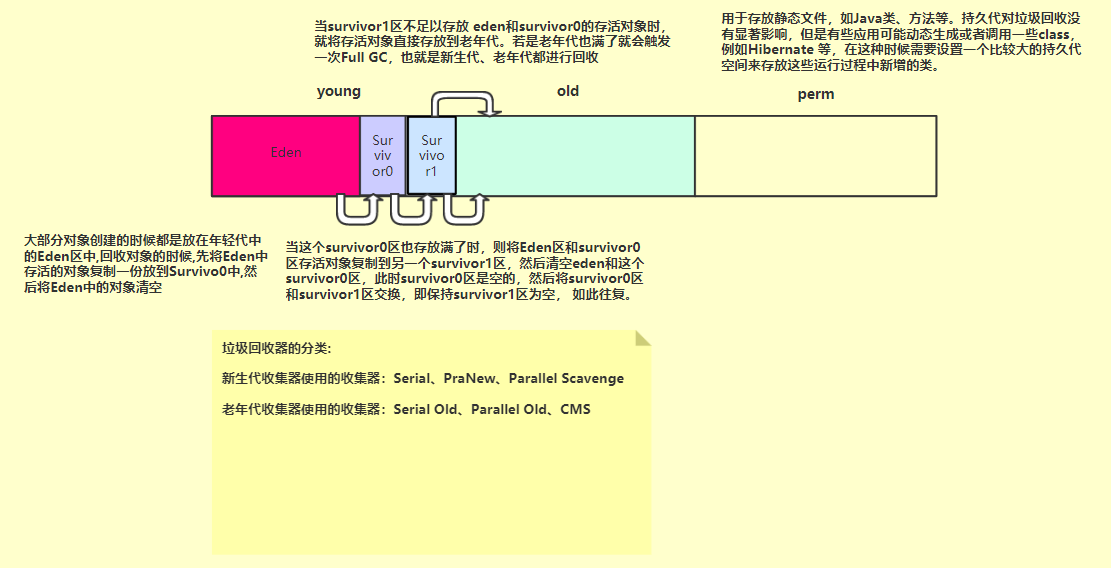 当survivor1区不足以存放 eden和survivor0的存活对象时,
就将存活对象直接存放到老年代。若是老年代也满了就会触发
一次Full GC，也就是新生代、老年代都进行回收
用于存放静态文件，如Java类、方法等。持久代对垃圾回收没
有显著影响，但是有些应用可能动态生成或者调用一些class，
例如Hibernate 等，在这种时候需要设置一个比较大的持久代
空间来存放这些运行过程中新增的类。
young
old
perm
Eden
Sur
viv
or0
Sur
vivo
r1
大部分对象创建的时候都是放在年轻代中
的Eden区中,回收对象的时候,先将Eden中
存活的对象复制一份放到Survivo0中,然
后将Eden中的对象清空
当这个survivor0区也存放满了时，则将Eden区和survivor0
区存活对象复制到另一个survivor1区，然后清空eden和这个
survivor0区，此时survivor0区是空的，然后将survivor0区
和survivor1区交换，即保持survivor1区为空， 如此往复。
垃圾回收器的分类:
新生代收集器使用的收集器：Serial、PraNew、Parallel Scavenge
老年代收集器使用的收集器：Serial Old、Parallel Old、CMS